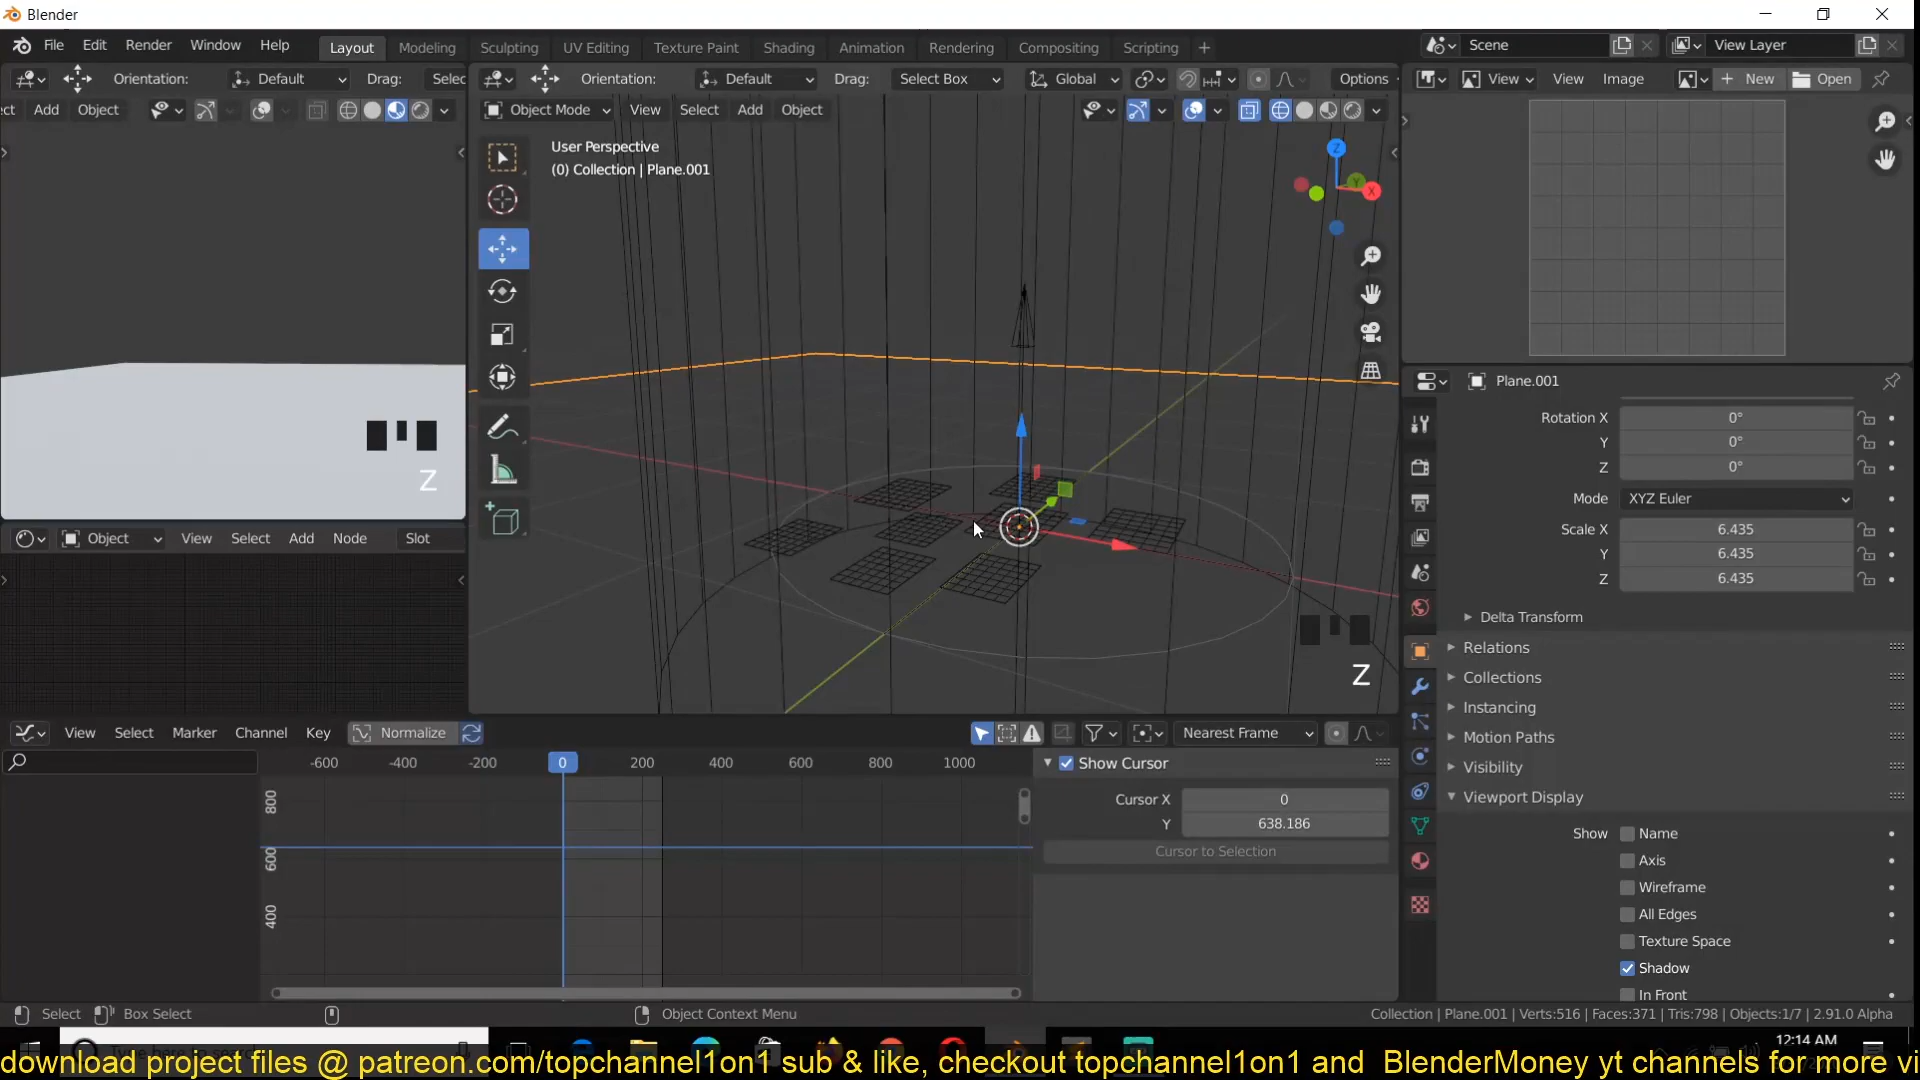 Blender
File Edit Render Window Help Layout Modeling Sculpting UV Editing Texture Paint Shading Animation Rendering Compositing Scripting + Scene View Layer
Orientation: Default Drag: Selec Orientation: Default Drag: Select Box Global Options View View Image New Open
ct Add Object Object Mode View Select Add Object
User Perspective
(0) Collection | Plane.001
Z
Y
X
Plane.001
Rotation X 0°
Y 0°
Z 0°
Mode XYZ Euler
Scale X 6.435
Y 6.435
Z 6.435
Delta Transform
Relations
Collections
Instancing
Motion Paths
Visibility
Viewport Display
Show Name
Axis
Wireframe
All Edges
Texture Space
Shadow
In Front
Z
Z
Object View Select Add Node Slot
View Select Marker Channel Key Normalize Nearest Frame
-600 -400 -200 0 200 400 600 800 1000
800
600
400
Show Cursor
Cursor X 0
Y 638.186
Cursor to Selection
Select Box Select Object Context Menu Collection | Plane.001 | Verts:516 | Faces:371 | Tris:798 | Objects:1/7 | 2.91.0 Alpha
12:14 AM
download project files @ patreon.com/topchannel1on1 sub & like, checkout topchannel1on1 and BlenderMoney yt channels for more vi